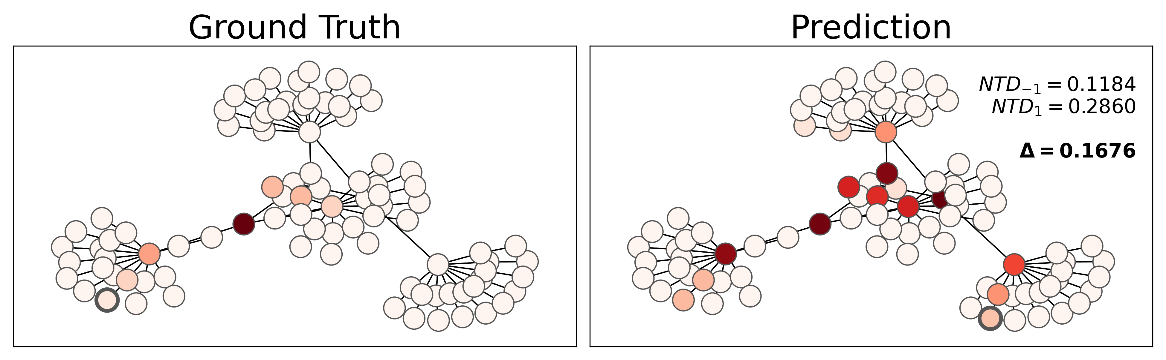 Ground Truth
Prediction
NTD₋₁ = 0.1184
NTD₁ = 0.2860
Δ = 0.1676